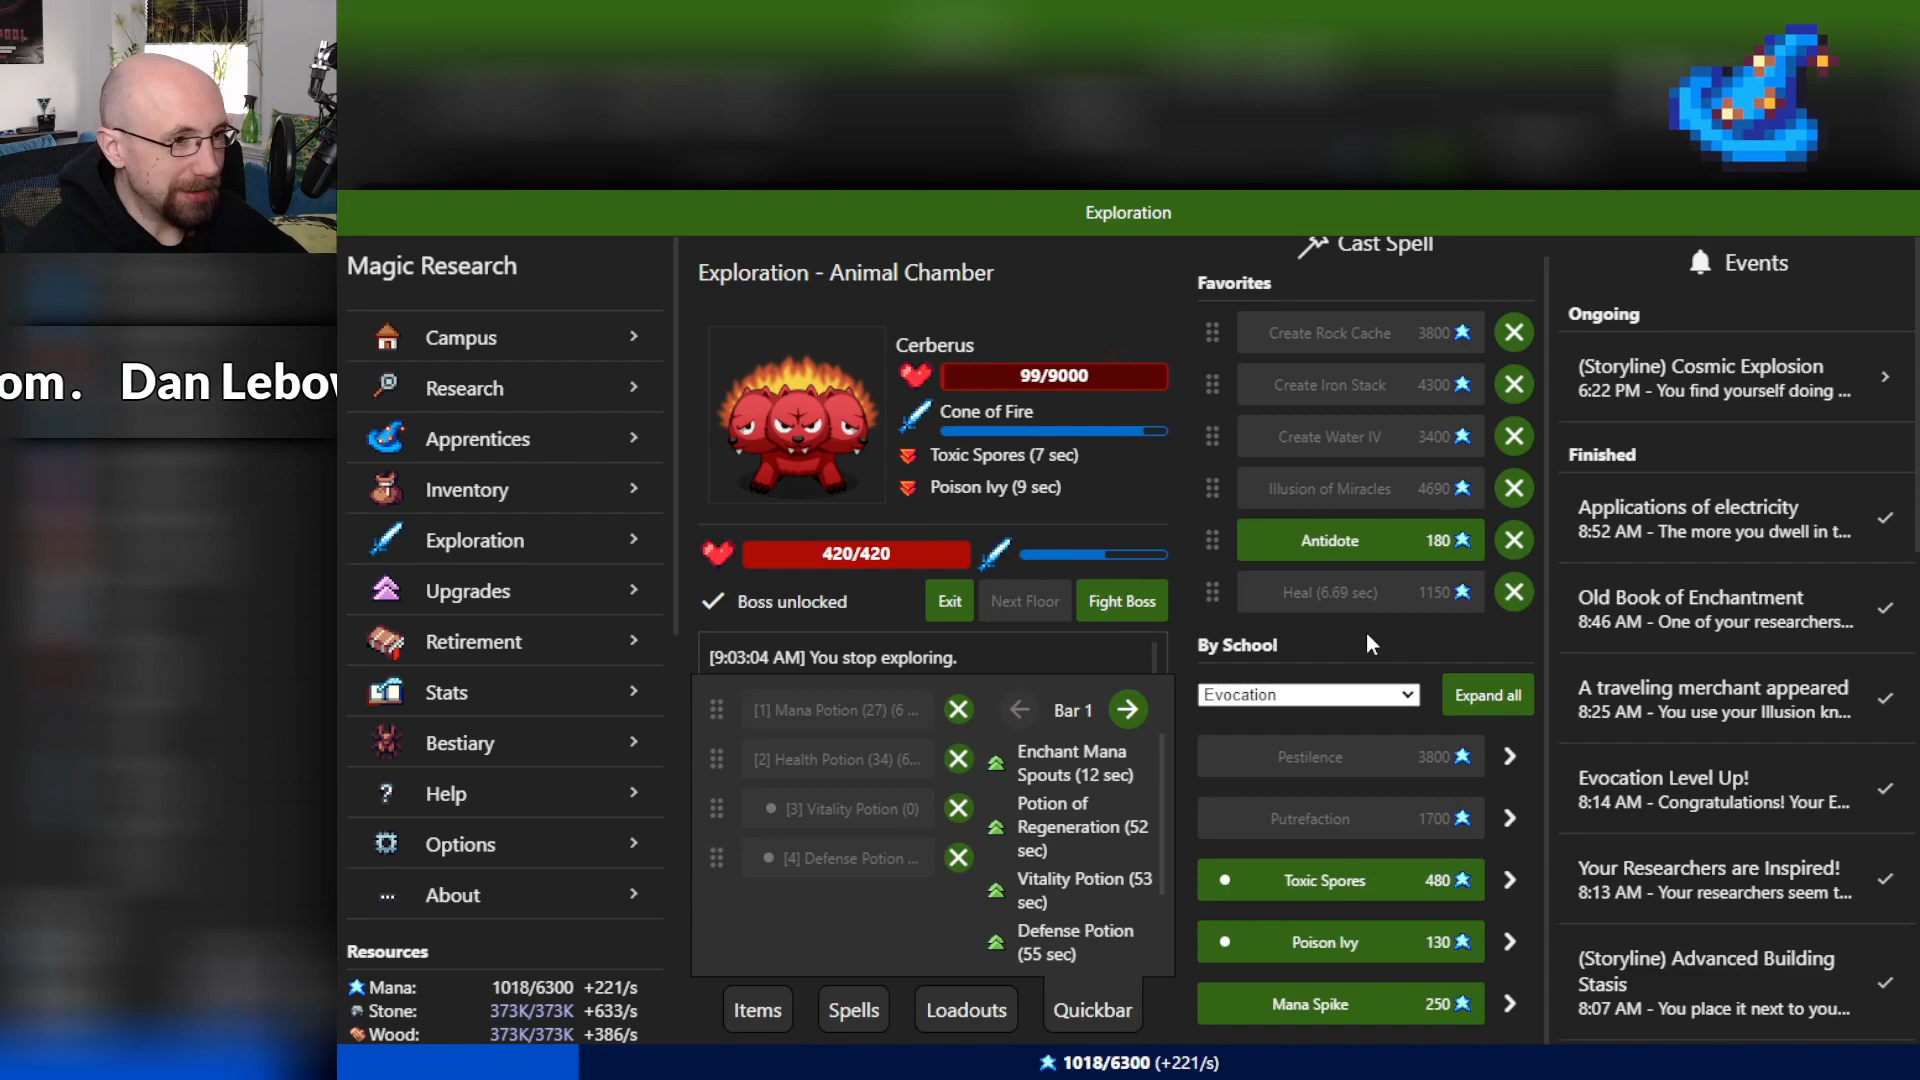 om. Dan Lebov
Exploration
Magic Research
Campus
Research
Apprentices
Inventory
Exploration
Upgrades
Retirement
Stats
Bestiary
Help
Options
About
Resources
Mana: 1018/6300 +221/s
Stone: 373K/373K +633/s
Wood: 373K/373K +386/s
Exploration - Animal Chamber
Cerberus
99/9000
Cone of Fire
Toxic Spores (7 sec)
Poison Ivy (9 sec)
420/420
Boss unlocked
Exit
Next Floor
Fight Boss
[9:03:04 AM] You stop exploring.
[1] Mana Potion (27) (6 ...
[2] Health Potion (34) (6...
[3] Vitality Potion (0)
[4] Defense Potion ...
Bar 1
Enchant Mana
Spouts (12 sec)
Potion of
Regeneration (52
sec)
Vitality Potion (53
sec)
Defense Potion
(55 sec)
Items
Spells
Loadouts
Quickbar
Cast Spell
Favorites
Create Rock Cache 3800
Create Iron Stack 4300
Create Water IV 3400
Illusion of Miracles 4690
Antidote 180
Heal (6.69 sec) 1150
By School
Evocation
Expand all
Pestilence 3800
Putrefaction 1700
Toxic Spores 480
Poison Ivy 130
Mana Spike 250
Events
Ongoing
(Storyline) Cosmic Explosion
6:22 PM - You find yourself doing ...
Finished
Applications of electricity
8:52 AM - The more you dwell in t...
Old Book of Enchantment
8:46 AM - One of your researchers...
A traveling merchant appeared
8:25 AM - You use your Illusion kn...
Evocation Level Up!
8:14 AM - Congratulations! Your E...
Your Researchers are Inspired!
8:13 AM - Your researchers seem t...
(Storyline) Advanced Building
Stasis
8:07 AM - You place it next to you...
1018/6300 (+221/s)